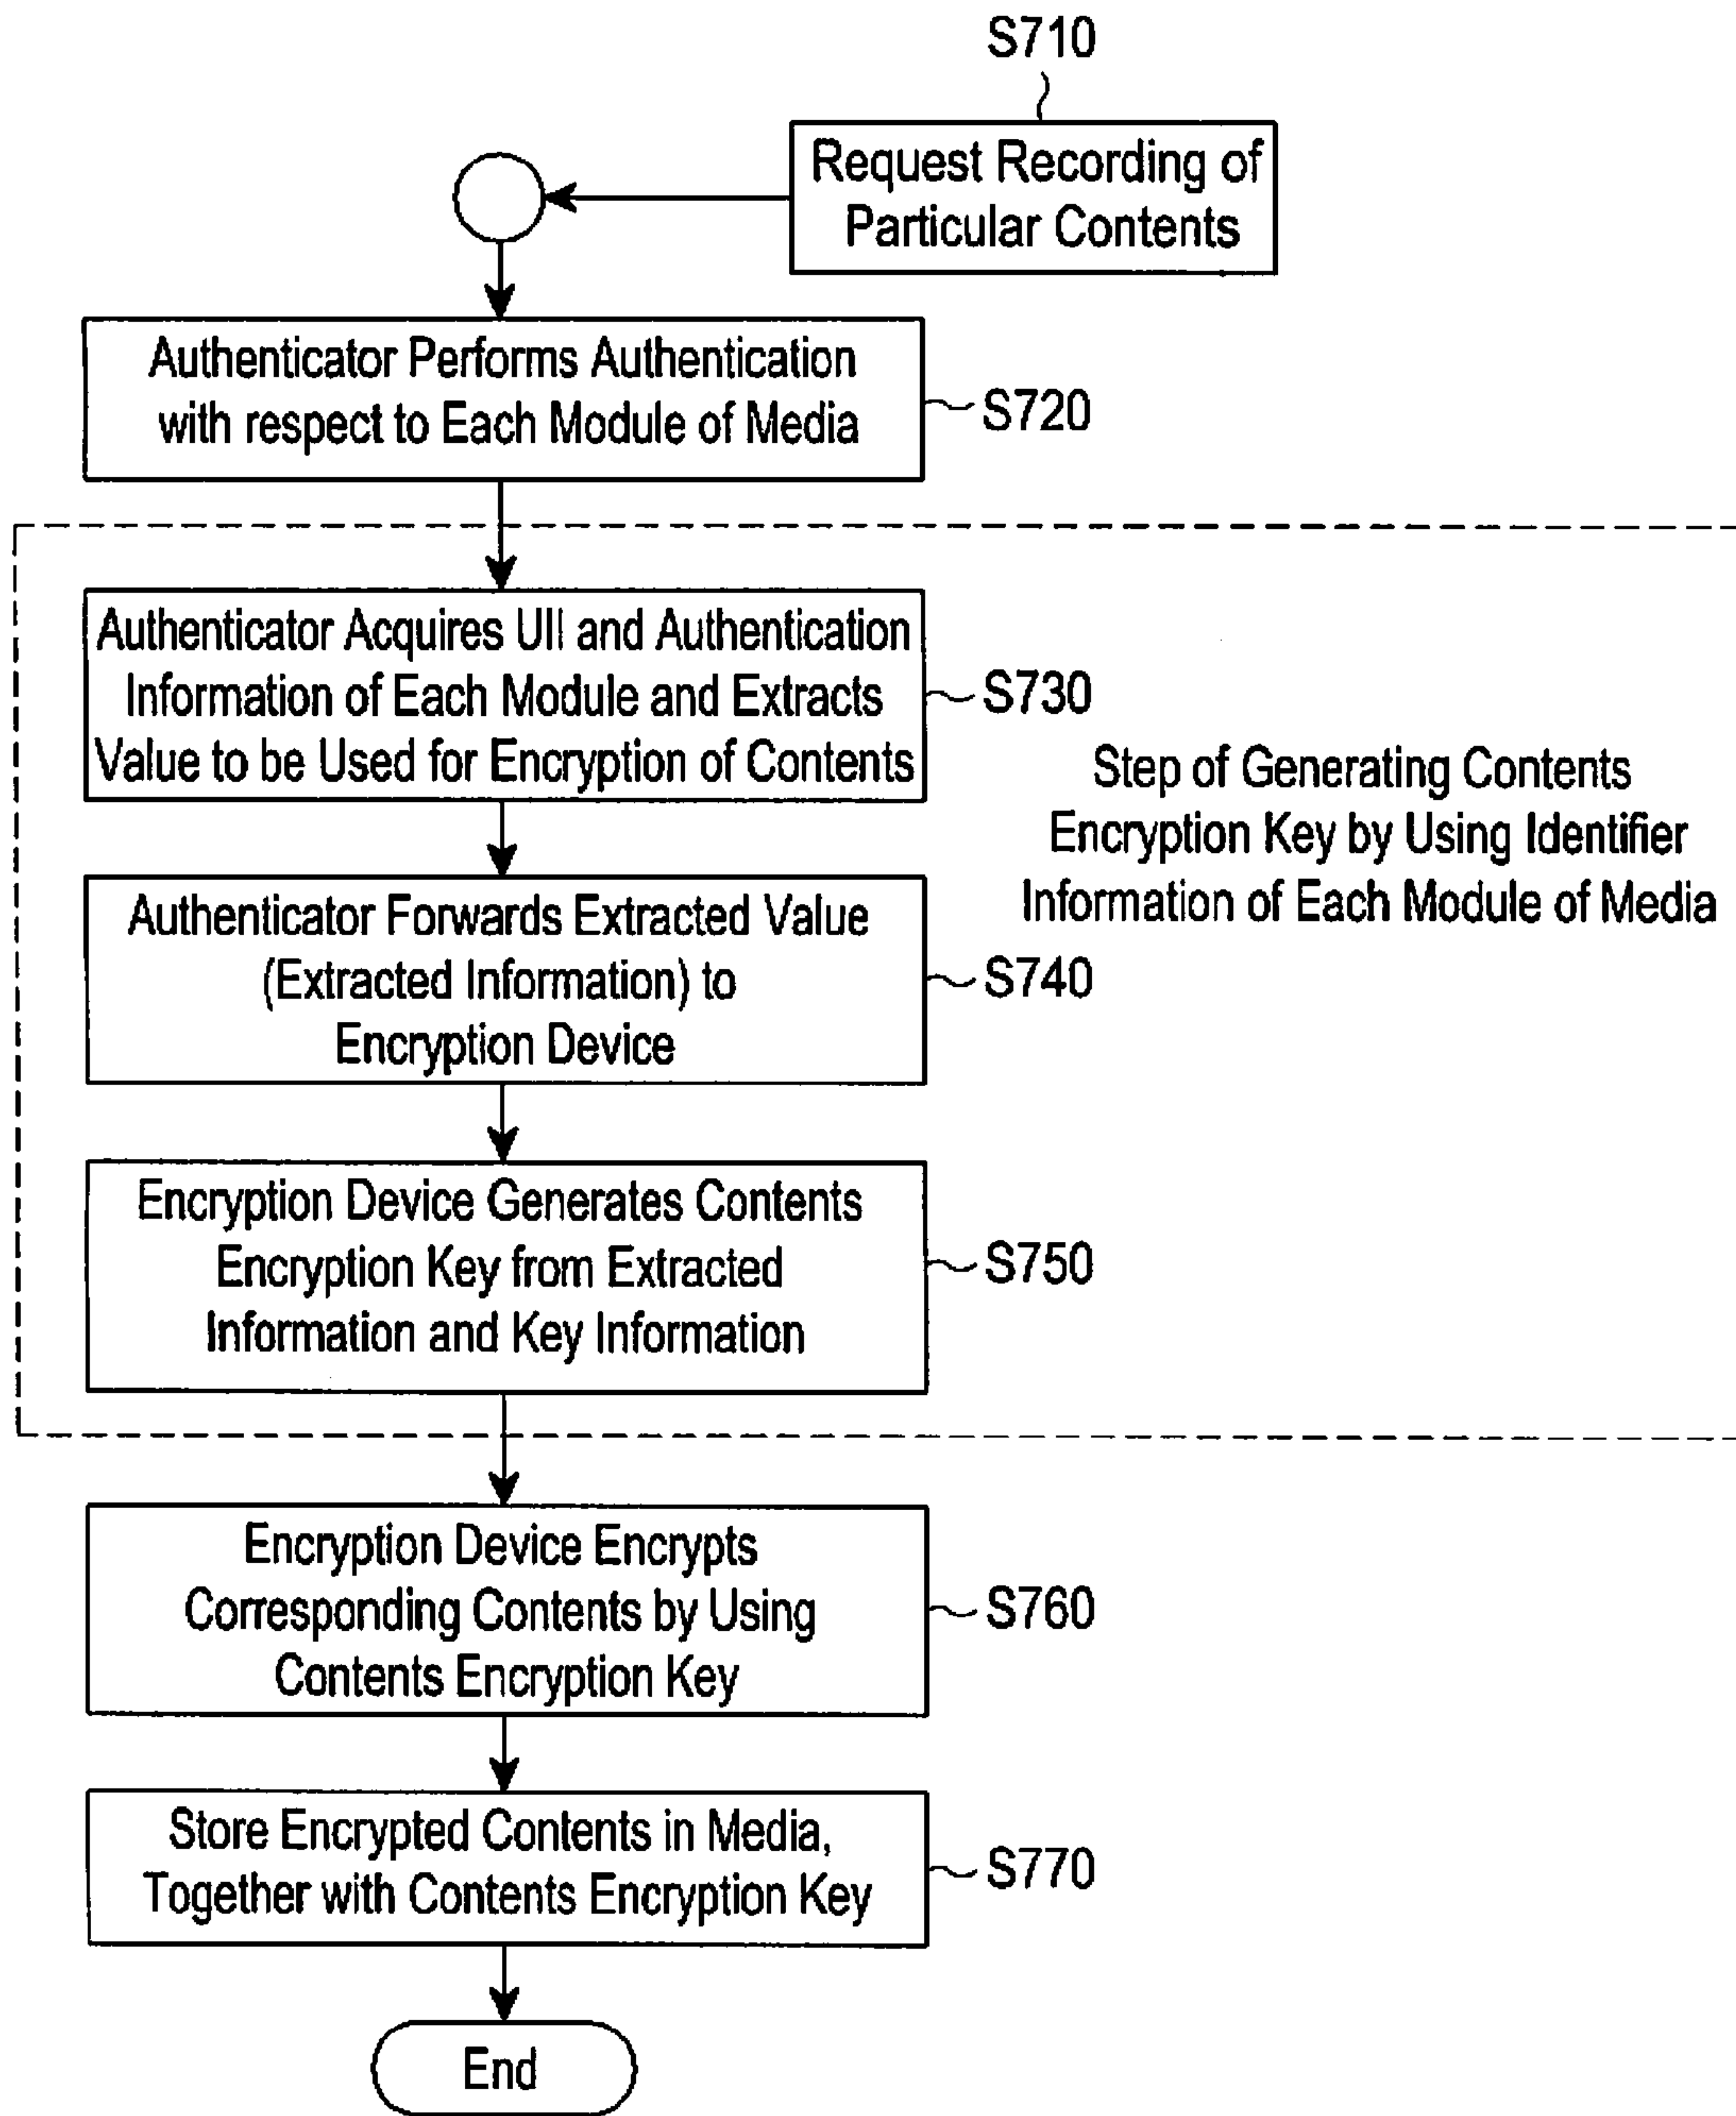 S710
Request Recording of
Particular Contents
Authenticator Performs Authentication
with respect to Each Module of Media
S720
Authenticator Acquires UII and Authentication
Information of Each Module and Extracts
Value to be Used for Encryption of Contents
S730
Step of Generating Contents
Encryption Key by Using Identifier
Information of Each Module of Media
Authenticator Forwards Extracted Value
(Extracted Information) to
Encryption Device
S740
Encryption Device Generates Contents
Encryption Key from Extracted
Information and Key Information
S750
Encryption Device Encrypts
Corresponding Contents by Using
Contents Encryption Key
S760
Store Encrypted Contents in Media,
Together with Contents Encryption Key
S770
End